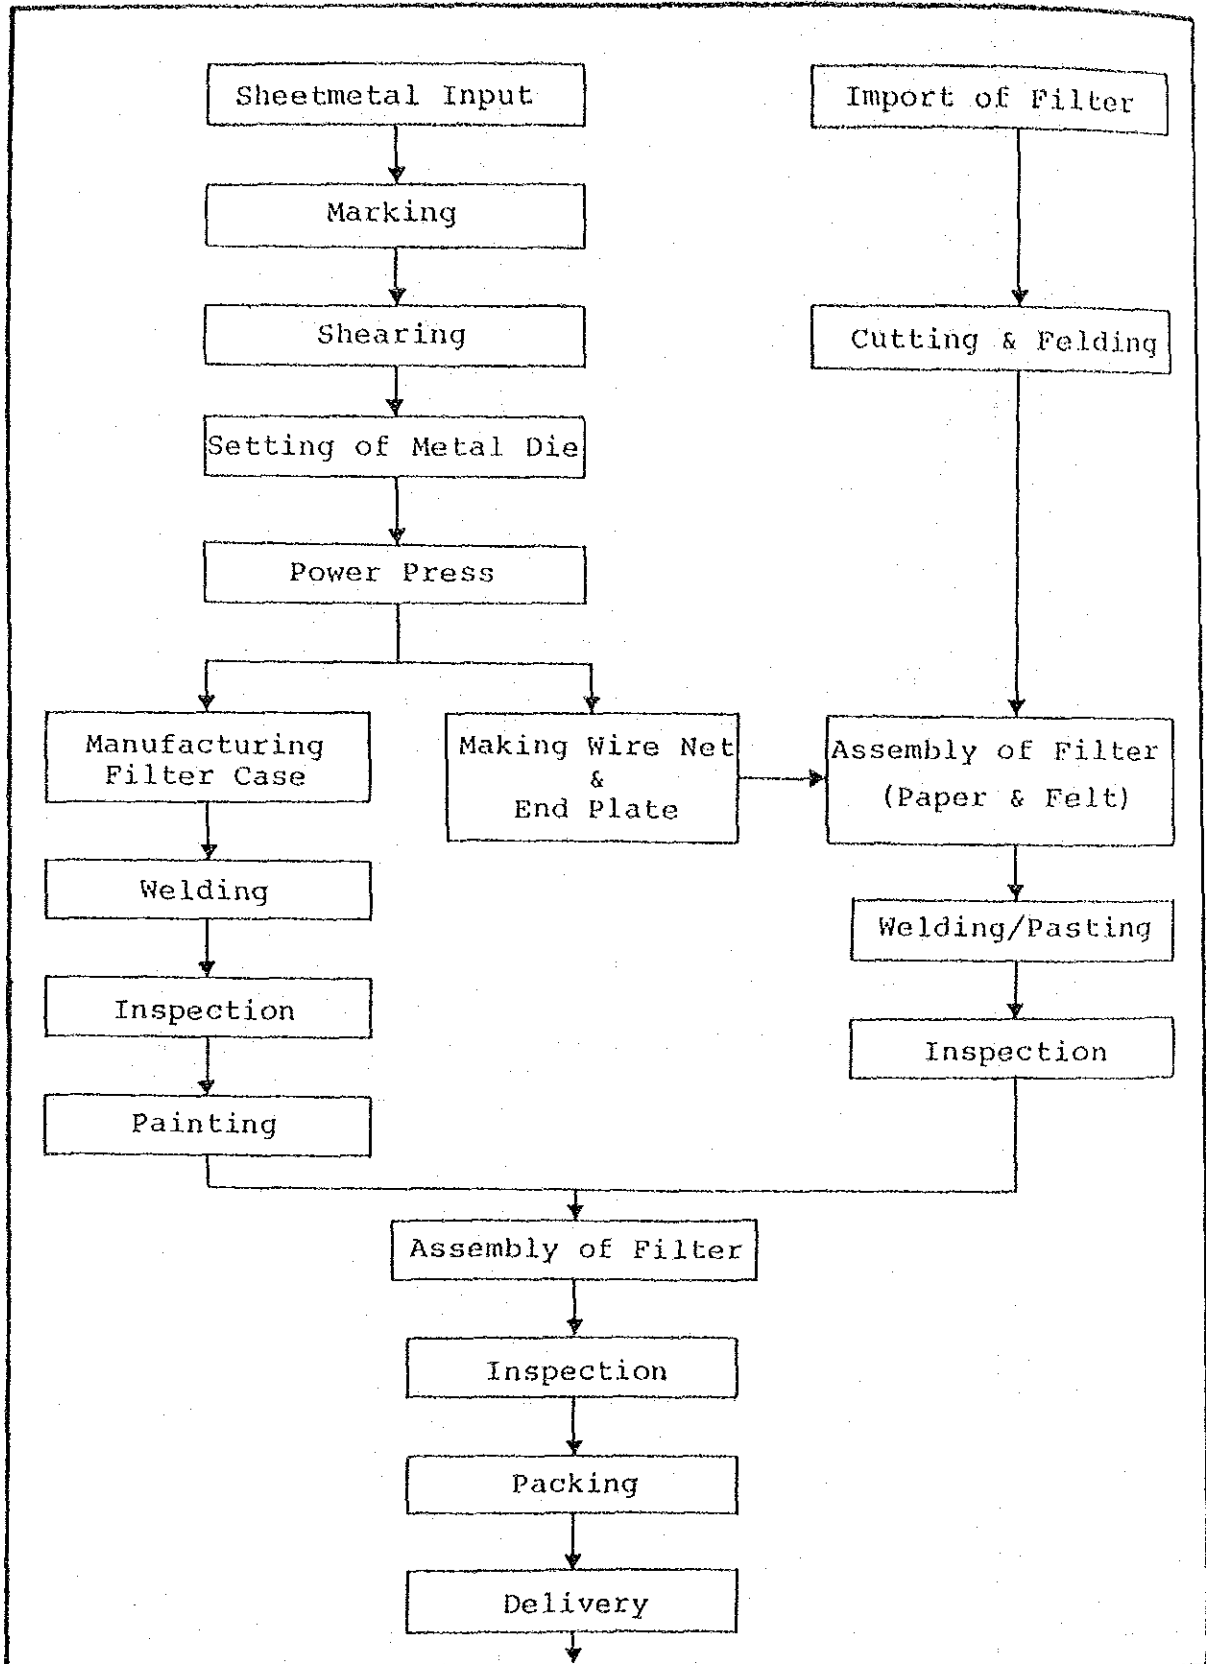 Sheetmetal Input
Import of Filter
Marking
Shearing
Cutting & Felding
Setting of Metal Die
Power Press
Manufacturing
Filter Case
Making Wire Net
&
End Plate
Assembly of Filter
(Paper & Felt)
Welding
Welding/Pasting
Inspection
Inspection
Painting
Assembly of Filter
Inspection
Packing
Delivery